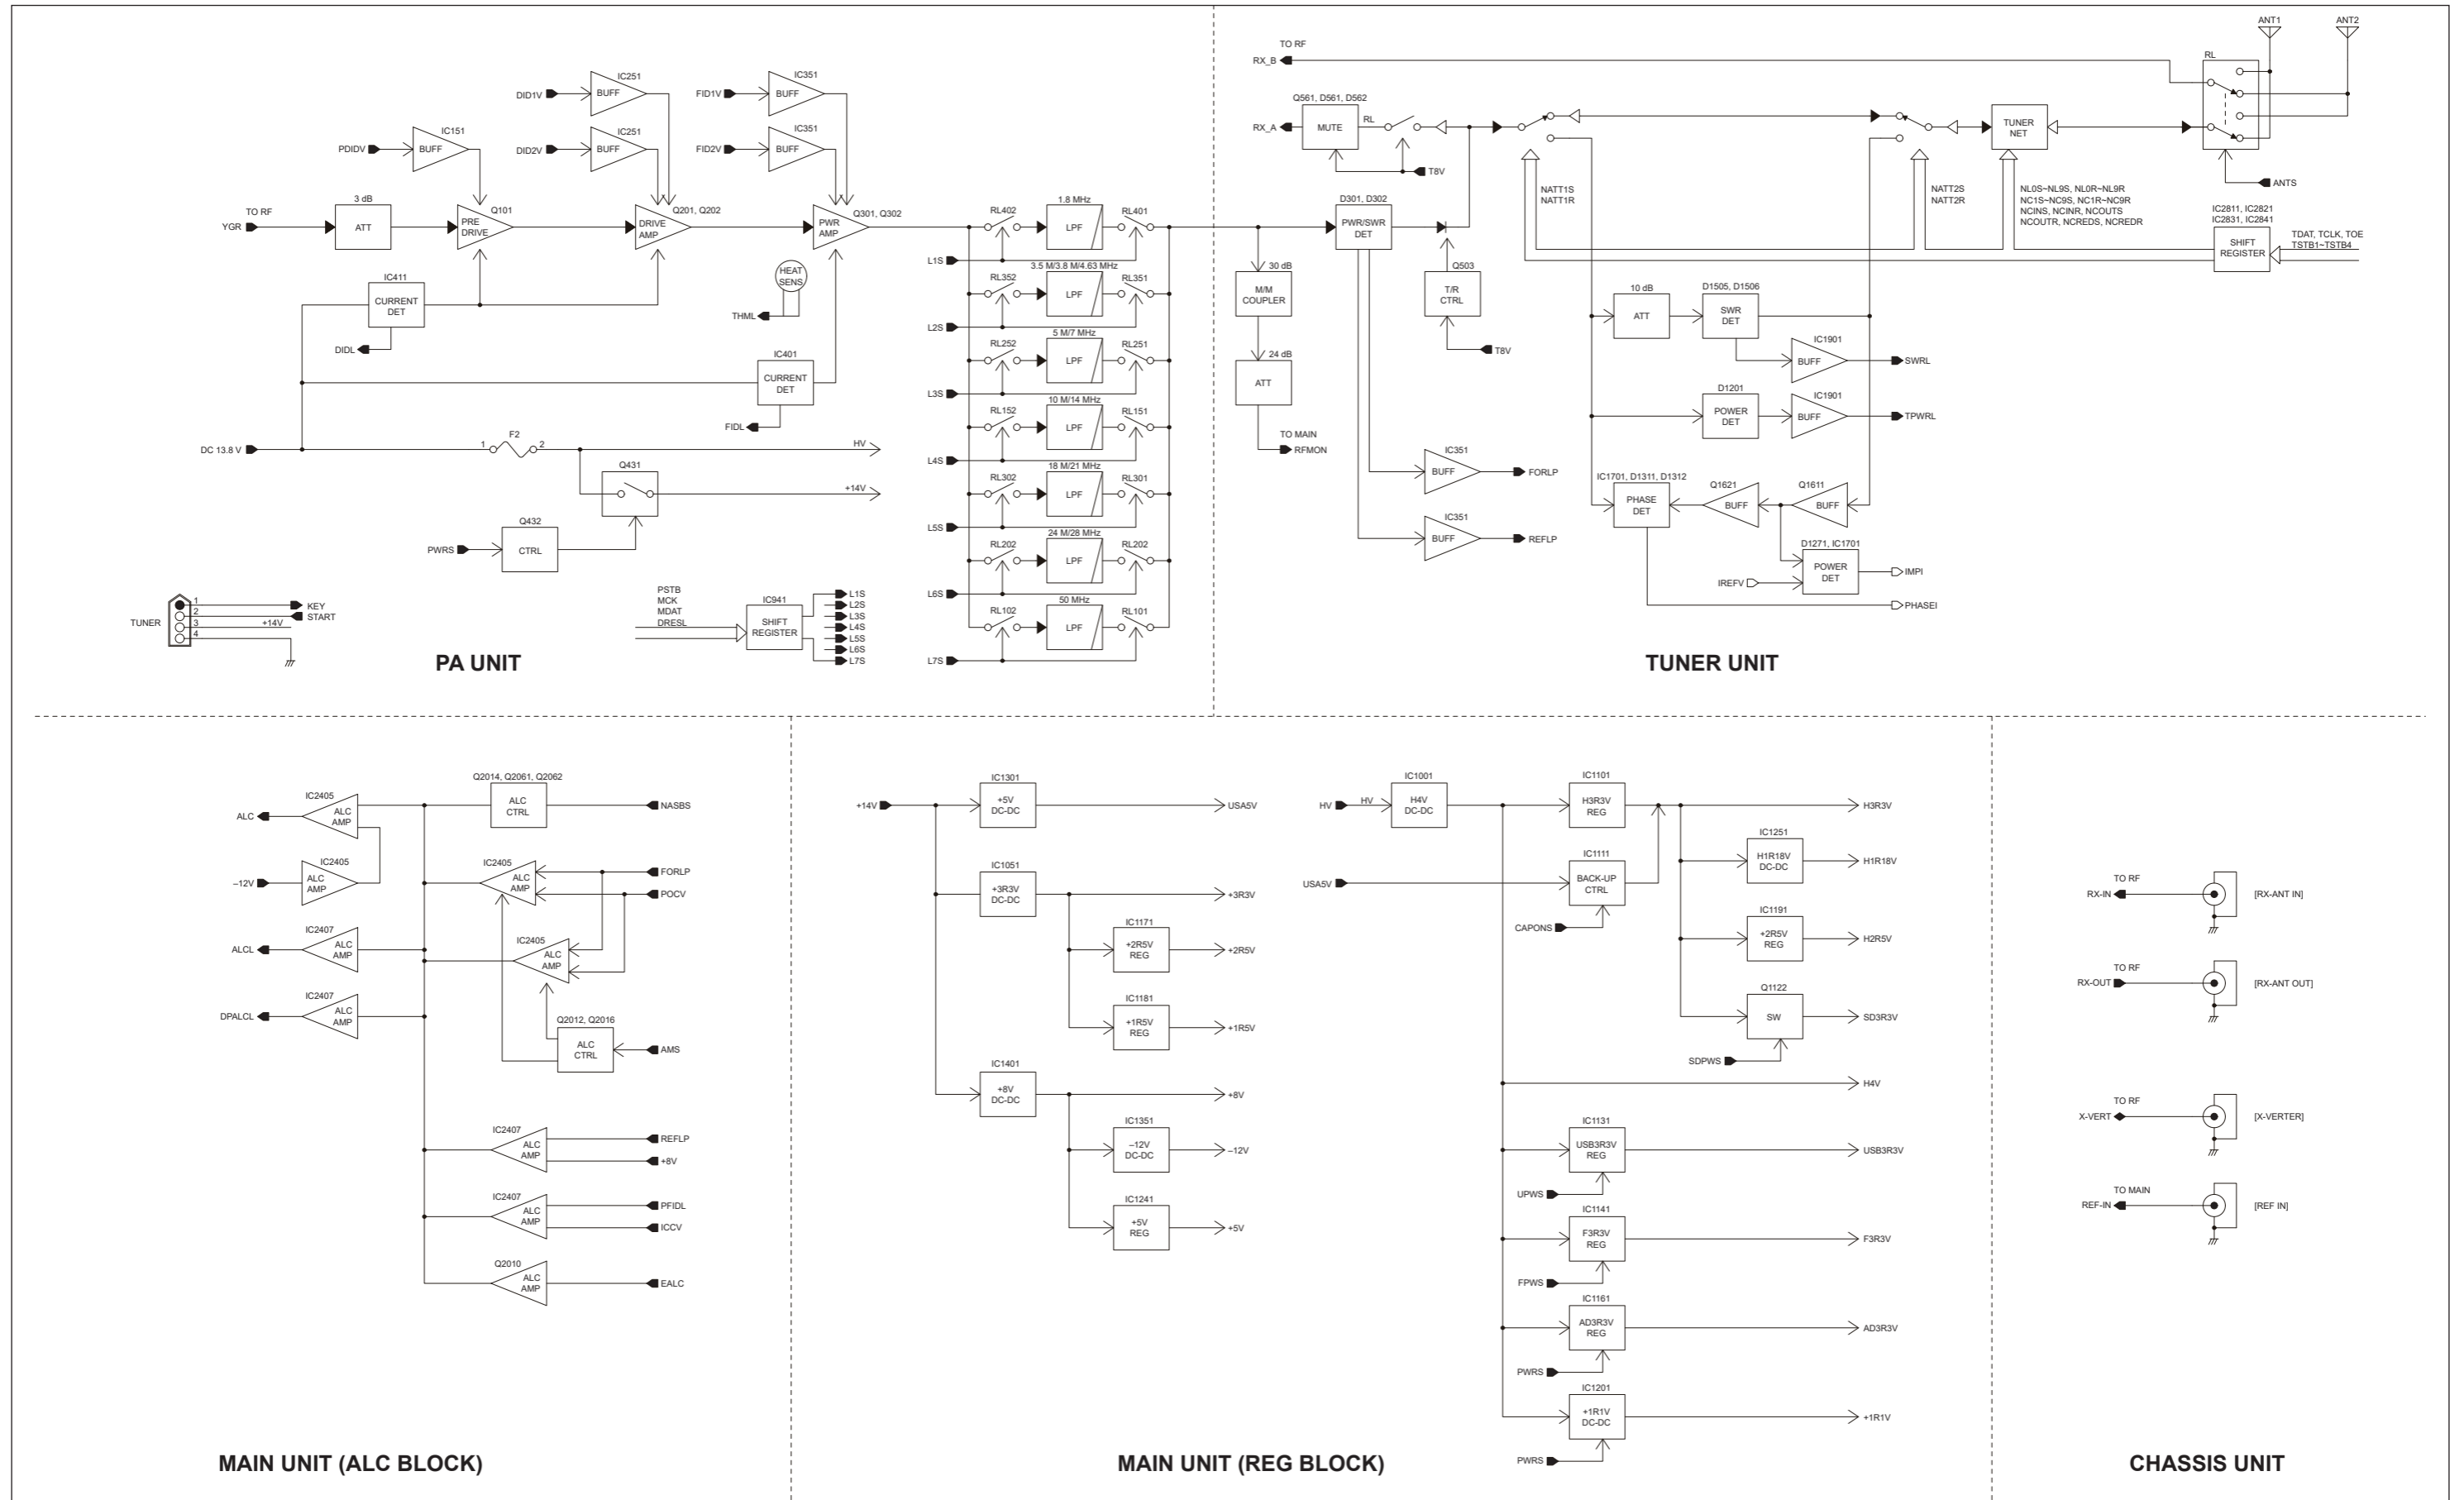 IC251
BUFF
DID1V
IC351
BUFF
FID1V
IC151
BUFF
PDIDV
IC251
BUFF
DID2V
IC351
BUFF
FID2V
TO RF
YGR
3 dB
ATT
Q101
PRE
DRIVE
Q201, Q202
DRIVE
AMP
Q301, Q302
PWR
AMP
IC411
CURRENT
DET
DIDL
HEAT
SENS
THML
IC401
CURRENT
DET
FIDL
DC 13.8 V
1
F2
2
HV
Q431
+14V
Q432
PWRS
CTRL
TUNER
1
2
3
4
KEY
START
+14V
PSTB
MCK
MDAT
DRESL
IC941
SHIFT
REGISTER
L1S
L2S
L3S
L4S
L5S
L6S
L7S
RL402
1.8 MHz
LPF
RL401
L1S
RL352
3.5 M/3.8 M/4.63 MHz
LPF
RL351
L2S
RL252
5 M/7 MHz
LPF
RL251
L3S
RL152
10 M/14 MHz
LPF
RL151
L4S
RL302
18 M/21 MHz
LPF
RL301
L5S
RL202
24 M/28 MHz
LPF
RL202
L6S
RL102
50 MHz
LPF
RL101
L7S
PA UNIT
TO RF
RX_B
Q561, D561, D562
RX_A
MUTE
RL
T8V
D301, D302
PWR/SWR
DET
30 dB
M/M
COUPLER
24 dB
ATT
TO MAIN
RFMON
Q503
T/R
CTRL
T8V
IC351
BUFF
FORLP
IC351
BUFF
REFLP
NATT1S
NATT1R
NATT2S
NATT2R
TUNER
NET
NL0S~NL9S, NL0R~NL9R
NC1S~NC9S, NC1R~NC9R
NCINS, NCINR, NCOUTS
NCOUTR, NCREDS, NCREDR
RL
ANT1
ANT2
ANTS
IC2811, IC2821
IC2831, IC2841
SHIFT
REGISTER
TDAT, TCLK, TOE
TSTB1~TSTB4
10 dB
ATT
D1505, D1506
SWR
DET
IC1901
BUFF
SWRL
D1201
POWER
DET
IC1901
BUFF
TPWRL
IC1701, D1311, D1312
PHASE
DET
Q1621
BUFF
Q1611
BUFF
D1271, IC1701
POWER
DET
IREFV
IMPI
PHASEI
TUNER UNIT
Q2014, Q2061, Q2062
ALC
CTRL
NASBS
IC2405
ALC
AMP
ALC
IC2405
ALC
AMP
–12V
IC2405
ALC
AMP
FORLP
POCV
IC2407
ALC
AMP
ALCL
IC2405
ALC
AMP
IC2407
ALC
AMP
DPALCL
Q2012, Q2016
ALC
CTRL
AMS
IC2407
ALC
AMP
REFLP
+8V
IC2407
ALC
AMP
PFIDL
ICCV
Q2010
ALC
AMP
EALC
MAIN UNIT (ALC BLOCK)
+14V
IC1301
+5V
DC-DC
USA5V
IC1051
+3R3V
DC-DC
+3R3V
IC1171
+2R5V
REG
+2R5V
IC1181
+1R5V
REG
+1R5V
IC1401
+8V
DC-DC
+8V
IC1351
–12V
DC-DC
–12V
IC1241
+5V
REG
+5V
HV
HV
IC1001
H4V
DC-DC
IC1101
H3R3V
REG
H3R3V
USA5V
IC1111
BACK-UP
CTRL
CAPONS
IC1251
H1R18V
DC-DC
H1R18V
IC1191
+2R5V
REG
H2R5V
Q1122
SW
SD3R3V
SDPWS
H4V
IC1131
USB3R3V
REG
USB3R3V
UPWS
IC1141
F3R3V
REG
F3R3V
FPWS
IC1161
AD3R3V
REG
AD3R3V
PWRS
IC1201
+1R1V
DC-DC
+1R1V
PWRS
MAIN UNIT (REG BLOCK)
TO RF
RX-IN
[RX-ANT IN]
TO RF
RX-OUT
[RX-ANT OUT]
TO RF
X-VERT
[X-VERTER]
TO MAIN
REF-IN
[REF IN]
CHASSIS UNIT